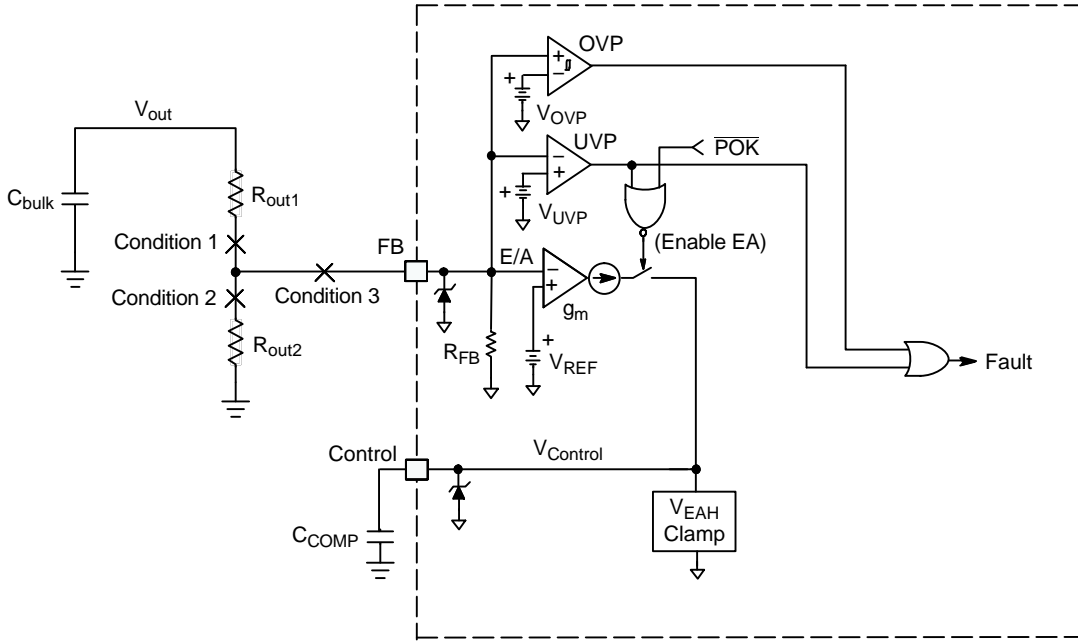 OVP
+
−
+
V_OVP
V_out
UVP
−
+
+
V_UVP
POK
C_bulk
R_out1
Condition 1
FB
E/A
(Enable EA)
−
+
g_m
Condition 3
Condition 2
R_out2
R_FB
+
V_REF
Fault
Control
V_Control
C_COMP
V_EAH
Clamp